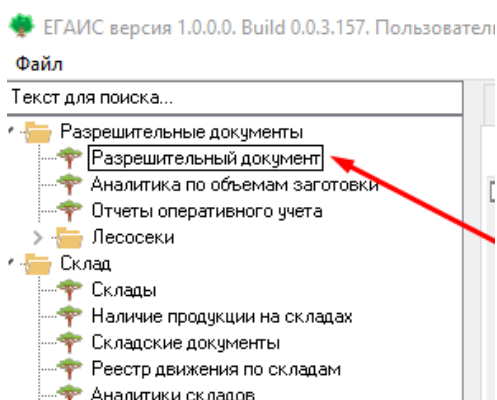 ЕГАИС версия 1.0.0.0. Build 0.0.3.157. Пользовател
Файл
Текст для поиска...
Разрешительные документы
Разрешительный документ
Аналитика по объемам заготовки
Отчеты оперативного учета
Лесосеки
Склад
Склады
Наличие продукции на складах
Складские документы
Реестр движения по складам
Аналитики складов